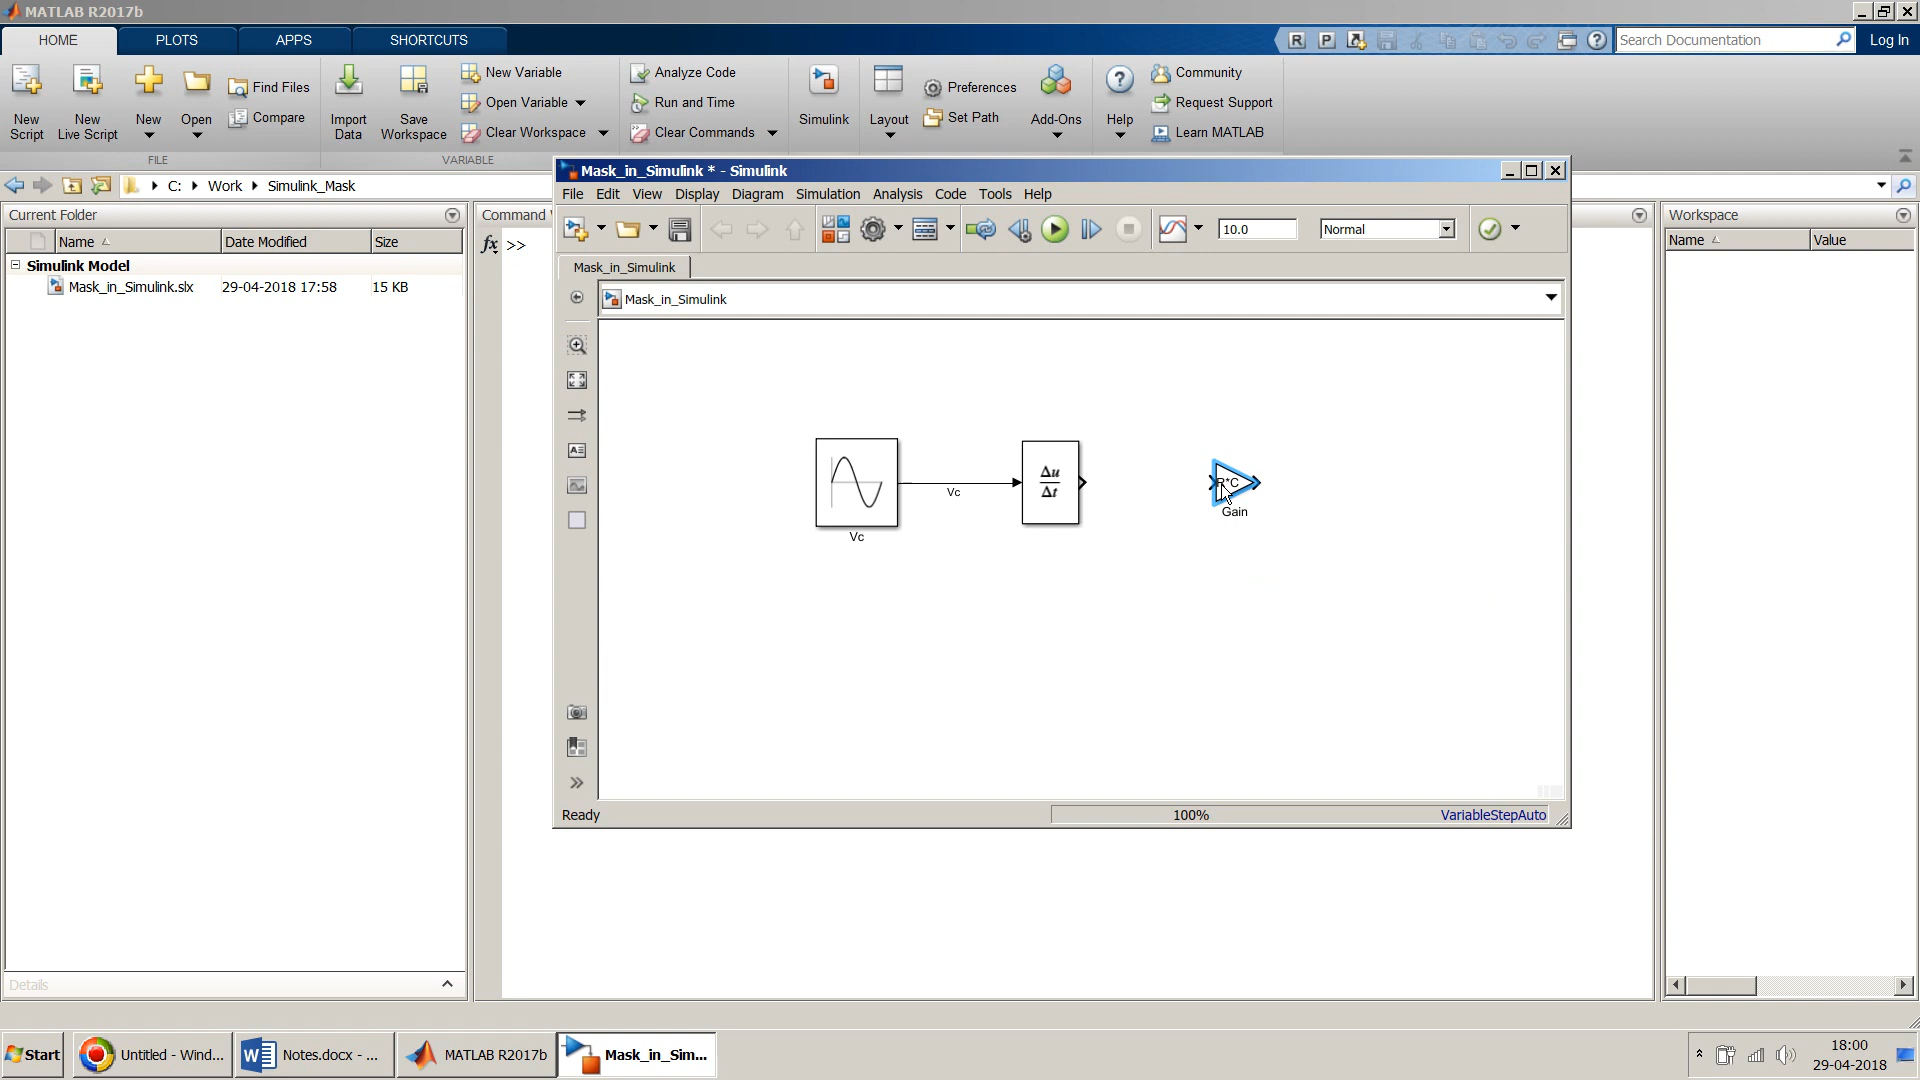 MATLAB R2017b
HOME
PLOTS
APPS
SHORTCUTS
Search Documentation
Log In
New Script
New Live Script
New
Open
Find Files
Compare
Import Data
Save Workspace
New Variable
Open Variable
Clear Workspace
Analyze Code
Run and Time
Clear Commands
Simulink
Layout
Preferences
Set Path
Add-Ons
Help
Community
Request Support
Learn MATLAB
FILE
VARIABLE
C:
Work
Simulink_Mask
Current Folder
Name
Date Modified
Size
Simulink Model
Mask_in_Simulink.slx
29-04-2018 17:58
15 KB
Details
Command
fx >>
Mask_in_Simulink * - Simulink
File Edit View Display Diagram Simulation Analysis Code Tools Help
10.0
Normal
Mask_in_Simulink
Mask_in_Simulink
Vc
Vc
Δu
Δt
R*C
Gain
Ready
100%
VariableStepAuto
Workspace
Name
Value
Start
Untitled - Wind...
Notes.docx - ...
MATLAB R2017b
Mask_in_Sim...
18:00
29-04-2018